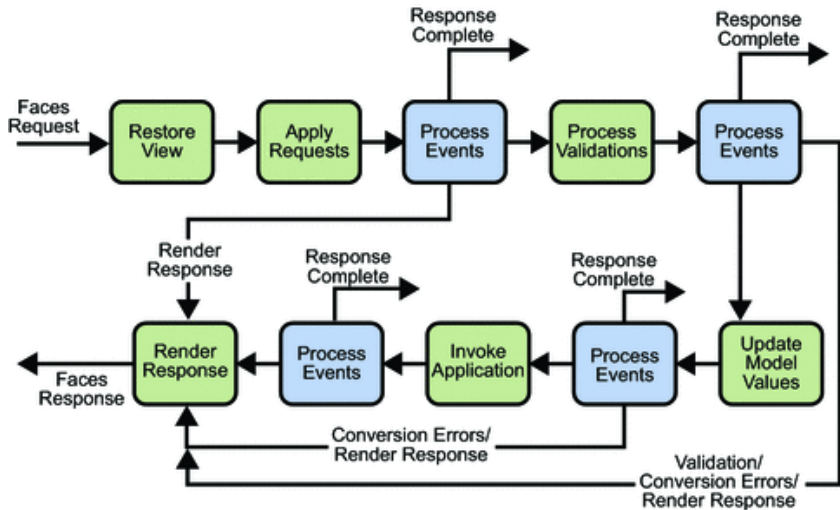 Response
Complete
Response
Complete
Faces
Request
Restore
View
Apply
Requests
Process
Events
Process
Validations
Process
Events
Render
Response
Response
Complete
Response
Complete
Render
Response
Process
Events
Invoke
Application
Process
Events
Update
Model
Values
Faces
Response
Conversion Errors/
Render Response
Validation/
Conversion Errors/
Render Response